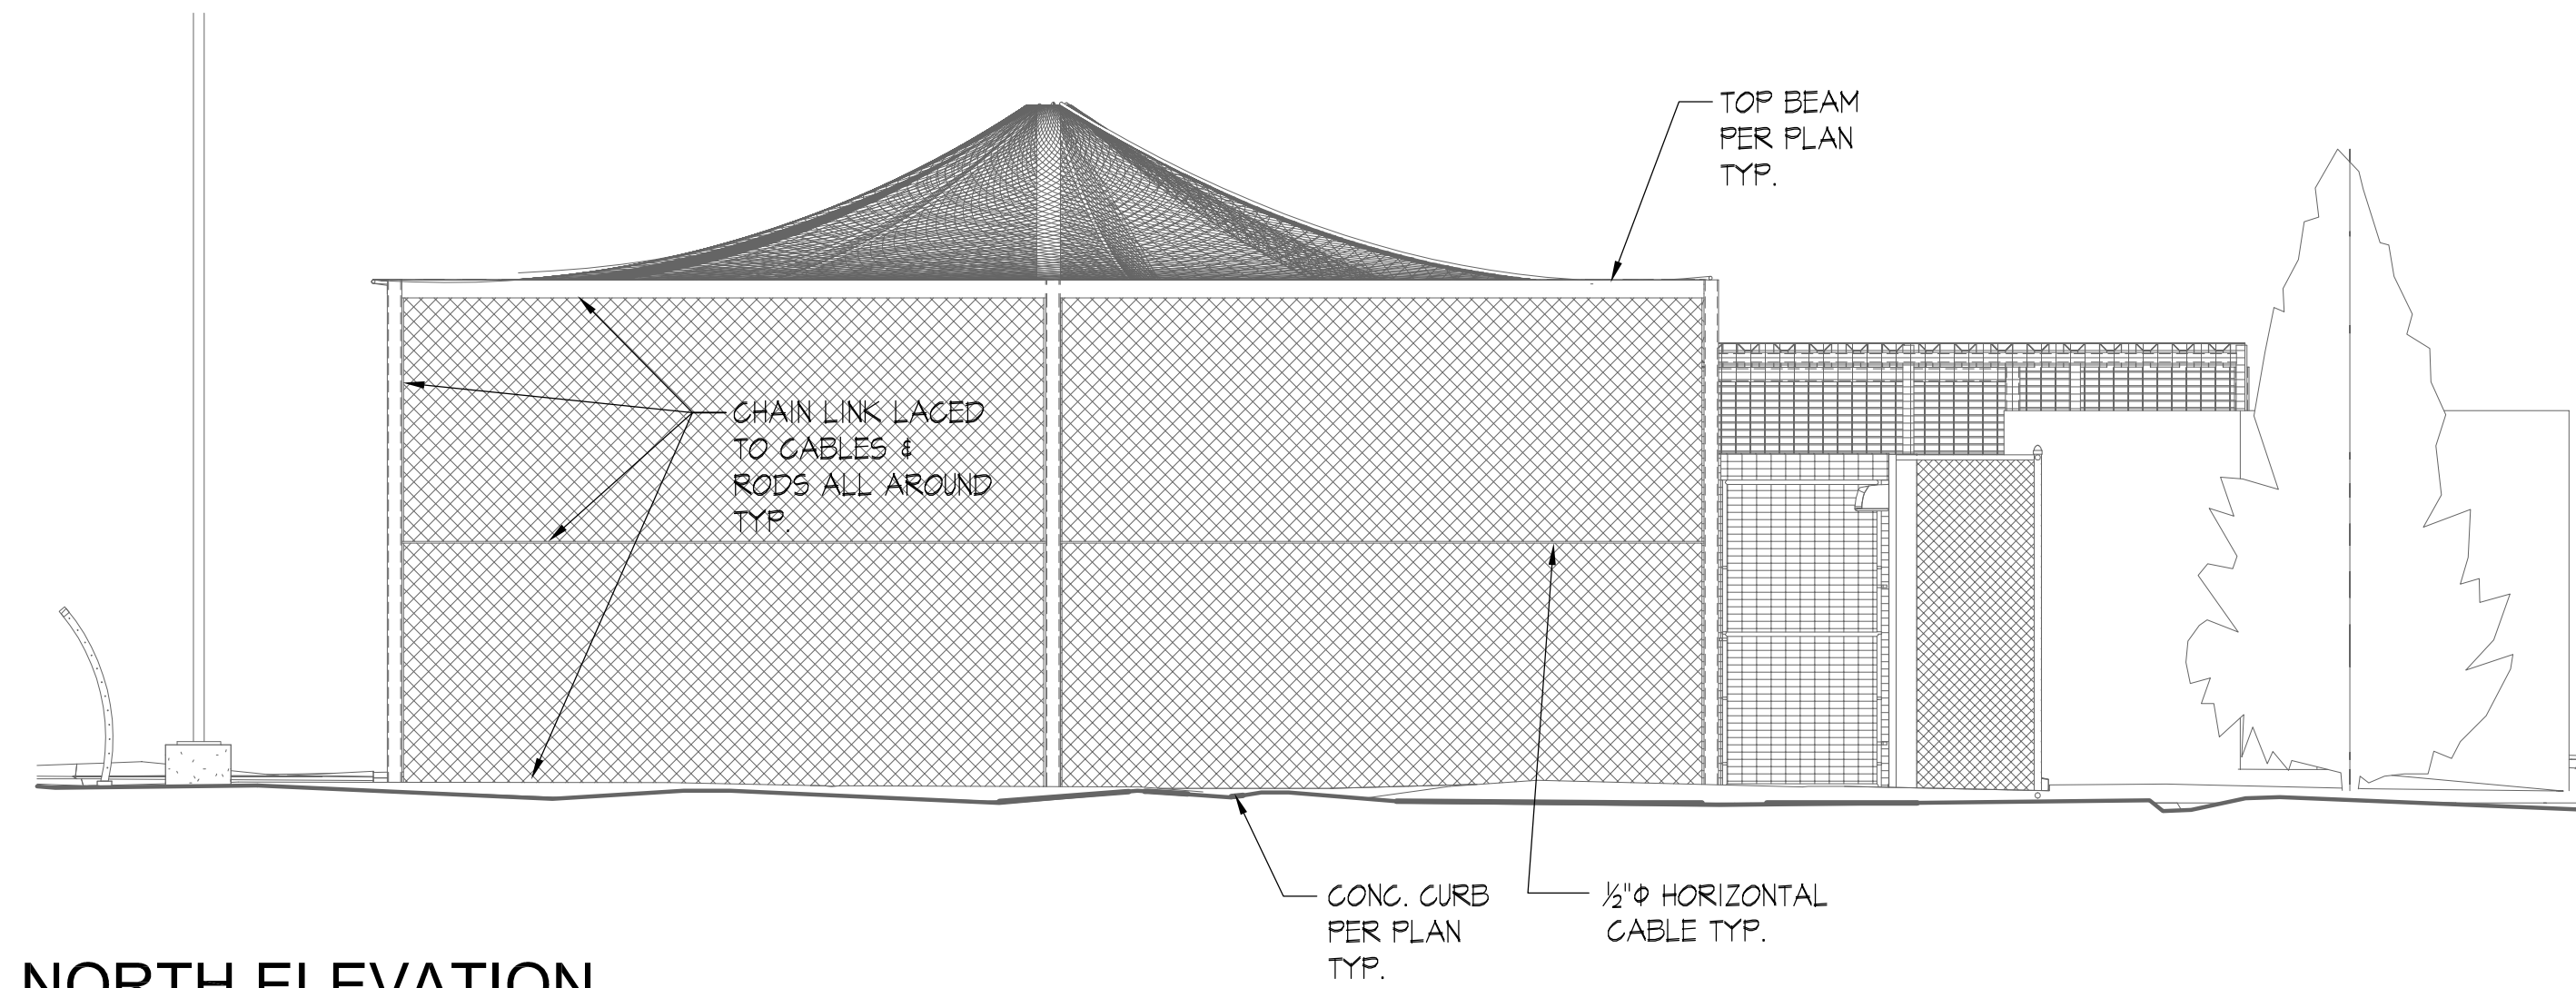 TOP BEAM
PER PLAN
TYP.
CHAIN LINK LACED
TO CABLES &
RODS ALL AROUND
TYP.
CONC. CURB
PER PLAN
TYP.
½"Φ HORIZONTAL
CABLE TYP.
NORTH ELEVATION